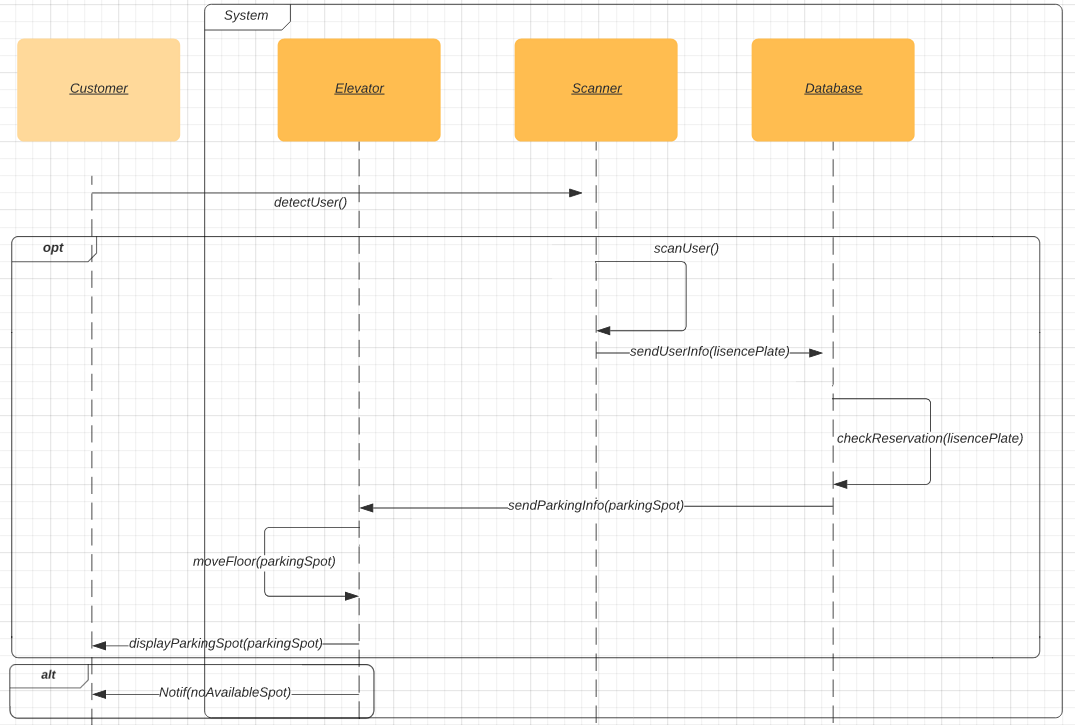 System
Customer
Elevator
Scanner
Database
detectUser()
opt
scanUser()
sendUserInfo(lisencePlate)
checkReservation(lisencePlate)
sendParkingInfo(parkingSpot)
moveFloor(parkingSpot)
displayParkingSpot(parkingSpot)
alt
Notif(noAvailableSpot)